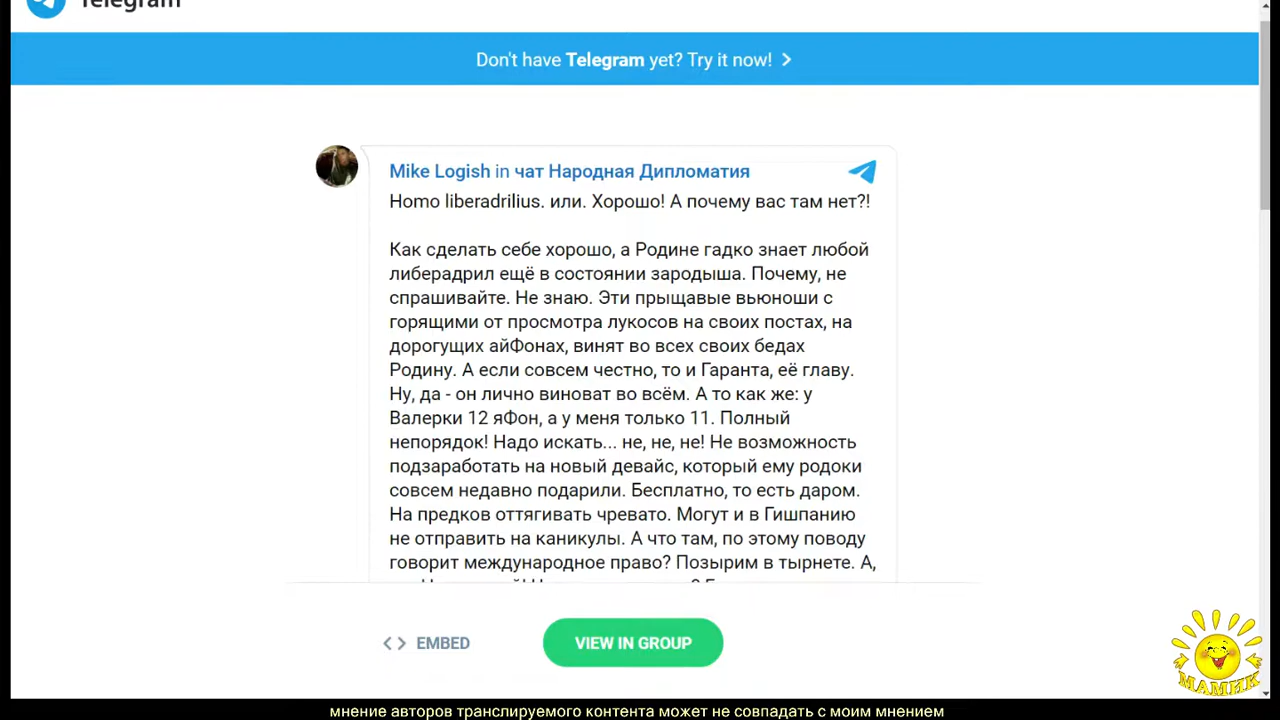 Telegram
Don't have Telegram yet? Try it now!
Mike Logish in чат Народная Дипломатия
Homo liberadrilius. или. Хорошо! А почему вас там нет?!
Как сделать себе хорошо, а Родине гадко знает любой
либерадрил ещё в состоянии зародыша. Почему, не
спрашивайте. Не знаю. Эти прыщавые вьюноши с
горящими от просмотра лукосов на своих постах, на
дорогущих айФонах, винят во всех своих бедах
Родину. А если совсем честно, то и Гаранта, её главу.
Ну, да - он лично виноват во всём. А то как же: у
Валерки 12 яФон, а у меня только 11. Полный
непорядок! Надо искать... не, не, не! Не возможность
подзаработать на новый девайс, который ему родоки
совсем недавно подарили. Бесплатно, то есть даром.
На предков оттягивать чревато. Могут и в Гишпанию
не отправить на каникулы. А что там, по этому поводу
говорит международное право? Позырим в тырнете. А,
EMBED
VIEW IN GROUP
МАМИК
мнение авторов транслируемого контента может не совпадать с моим мнением